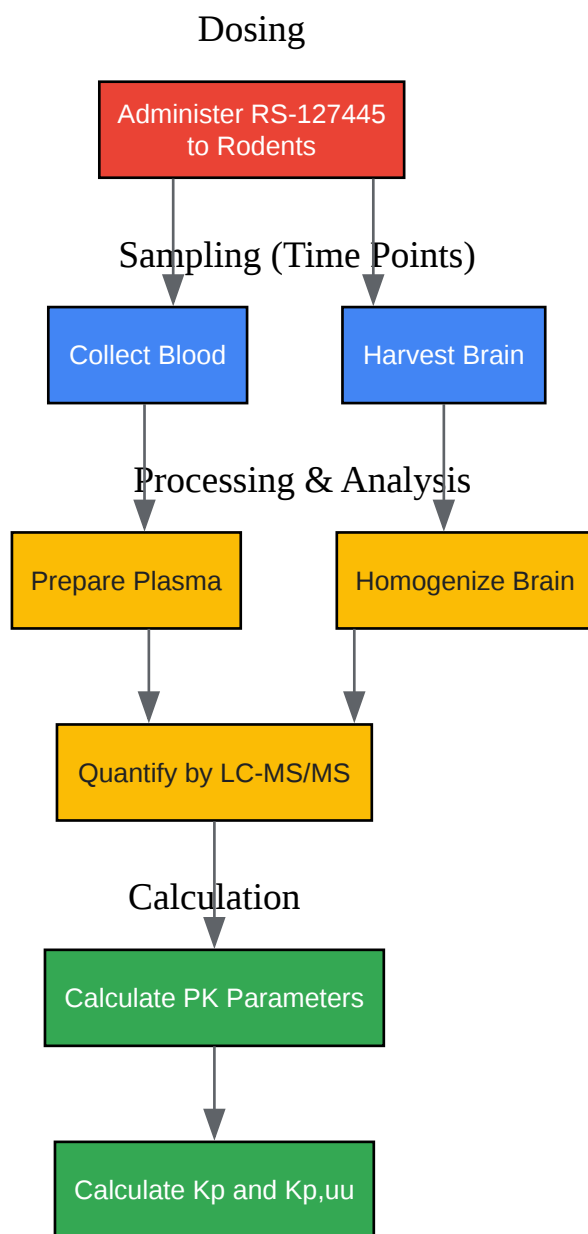 Dosing
Administer RS-127445
to Rodents
Sampling (Time Points)
Collect Blood
Harvest Brain
Processing & Analysis
Prepare Plasma
Homogenize Brain
Quantify by LC-MS/MS
Calculation
Calculate PK Parameters
Calculate Kp and Kp,uu